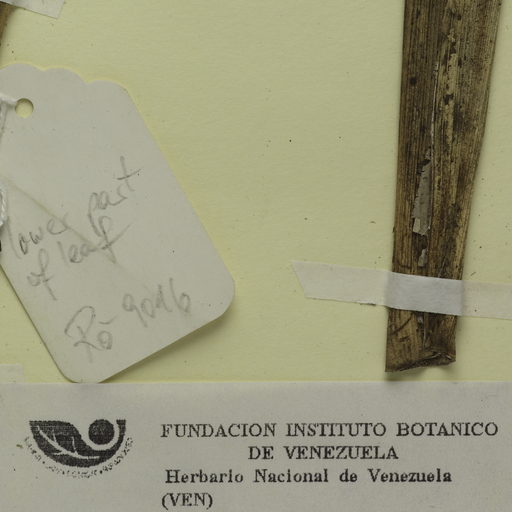 lower part
of leaf
Rō 9046
FUNDACION INSTITUTO BOTANICO
DE VENEZUELA
Herbario Nacional de Venezuela
(VEN)